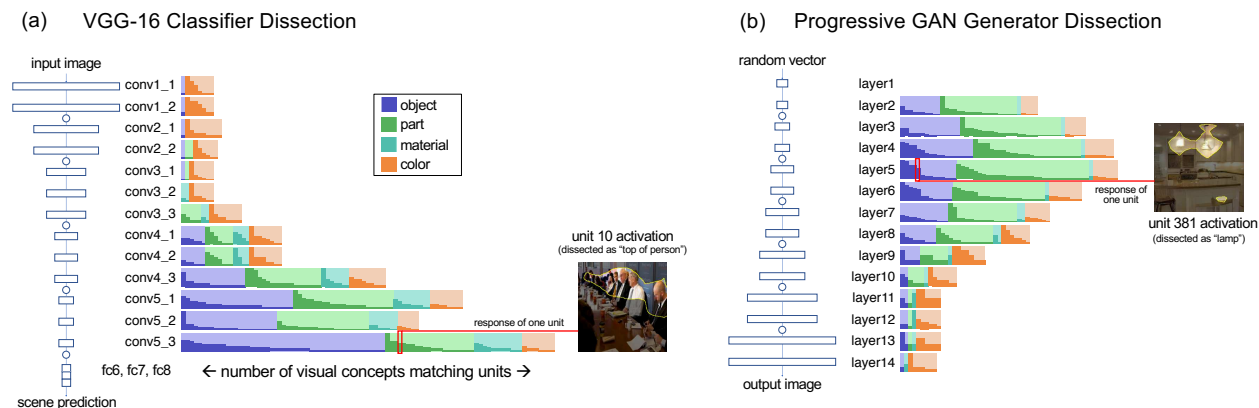 (a) VGG-16 Classifier Dissection
input image
conv1_1
conv1_2
conv2_1
conv2_2
conv3_1
conv3_2
conv3_3
conv4_1
conv4_2
conv4_3
conv5_1
conv5_2
conv5_3
fc6, fc7, fc8
scene prediction
object
part
material
color
unit 10 activation
(dissected as “top of person”)
response of one unit
← number of visual concepts matching units →
(b) Progressive GAN Generator Dissection
random vector
layer1
layer2
layer3
layer4
layer5
layer6
layer7
layer8
layer9
layer10
layer11
layer12
layer13
layer14
output image
response of
one unit
unit 381 activation
(dissected as “lamp”)